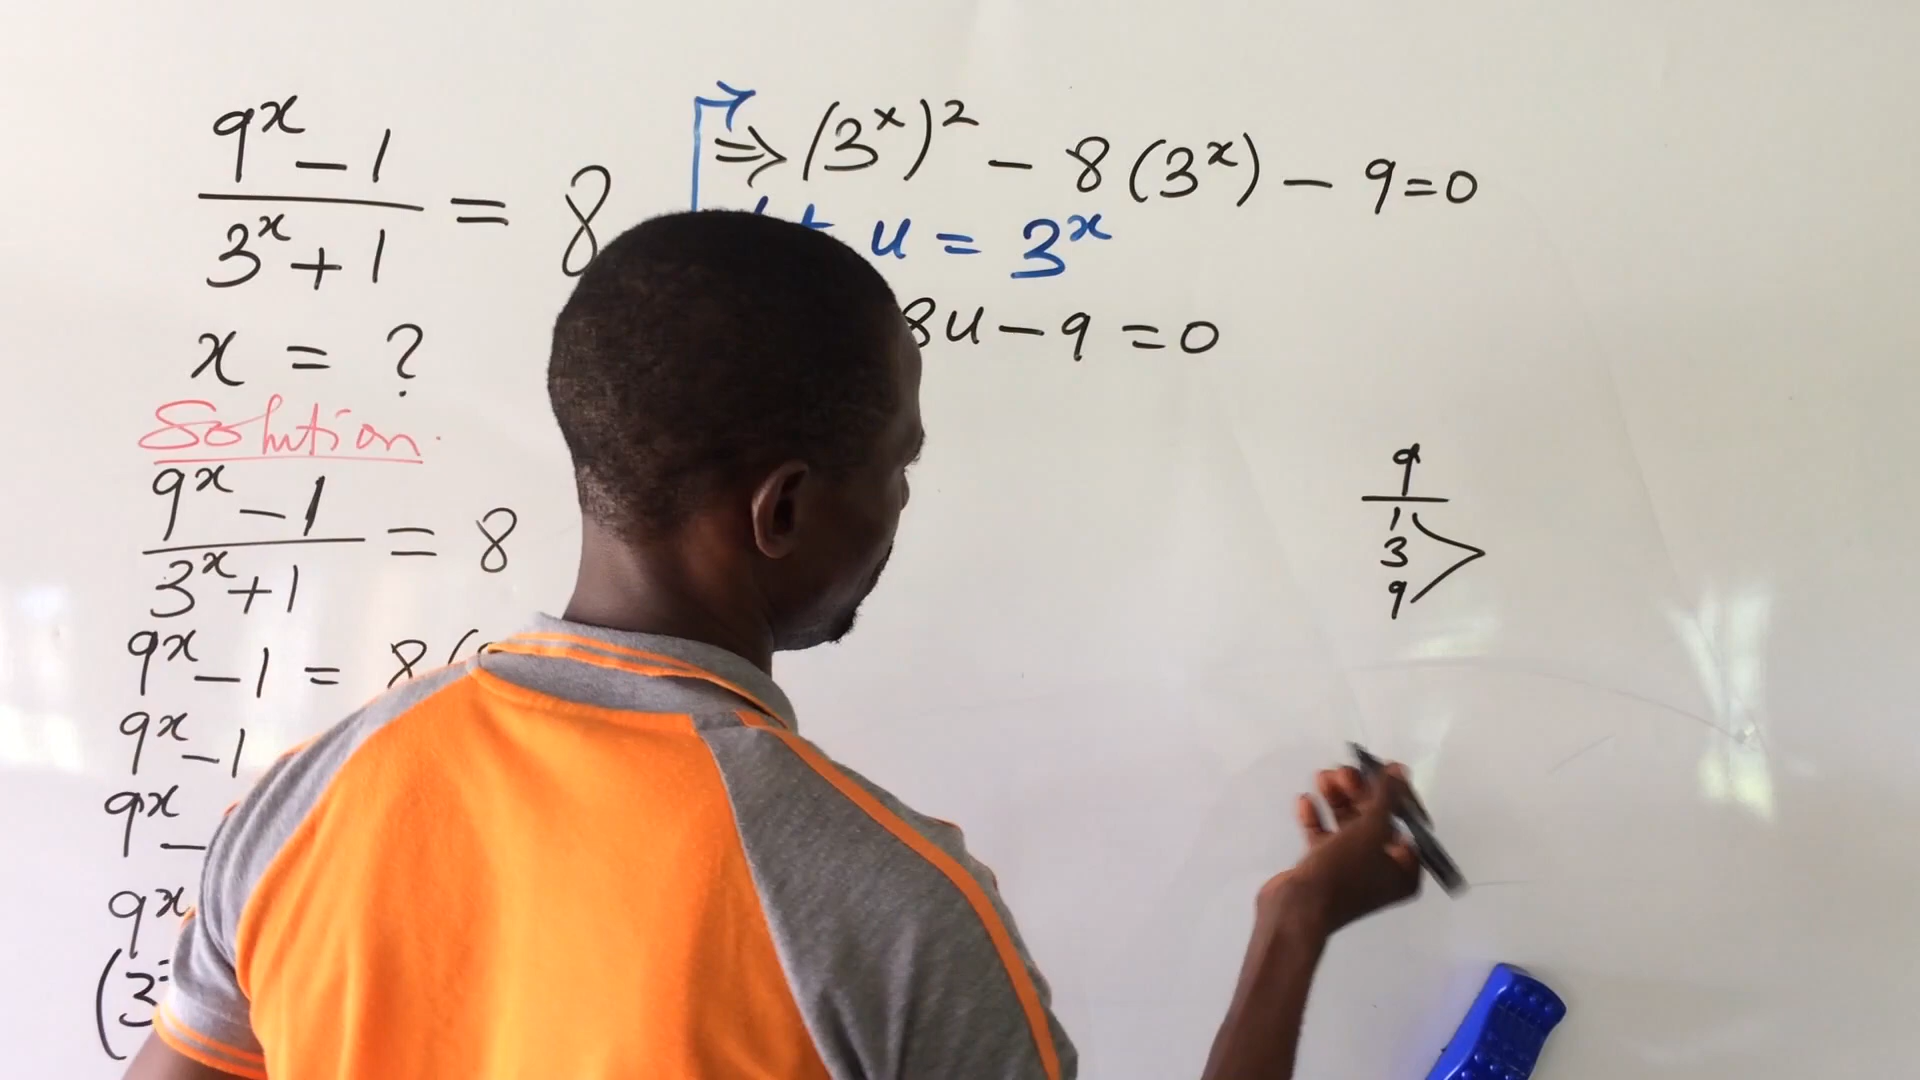 9^x - 1
3^x + 1
= 8
x = ?
Solution.
9^x - 1
3^x + 1
= 8
9^x - 1 = 8(
9^x - 1
9^x -
9^x
(3
⇒ (3^x)^2 - 8(3^x) - 9 = 0
u = 3^x
8u - 9 = 0
9
1
3
9